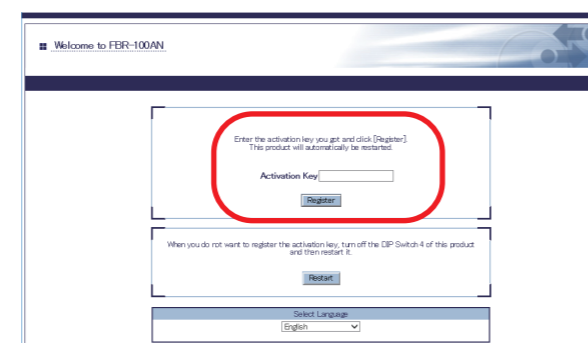 Welcome to FBR-100AN
Enter the activation key you got and click [Register].
This product will automatically be restarted.
Activation Key
Register
When you do not want to register the activation key, turn off the DIP Switch 4 of this product
and then restart it.
Restart
Select Language
English